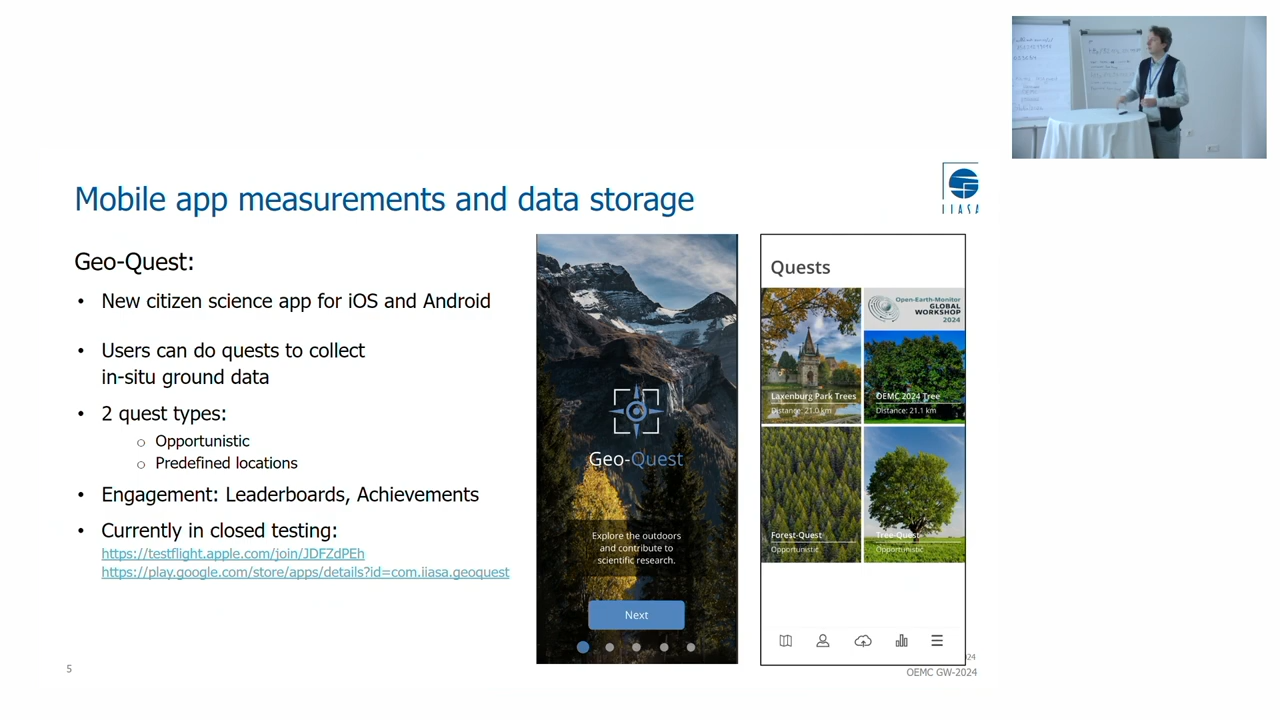 Mobile app measurements and data storage
IIASA
Geo-Quest:
• New citizen science app for iOS and Android
• Users can do quests to collect
in-situ ground data
• 2 quest types:
○ Opportunistic
○ Predefined locations
• Engagement: Leaderboards, Achievements
• Currently in closed testing:
https://testflight.apple.com/join/JDFZdPEh
https://play.google.com/store/apps/details?id=com.iiasa.geoquest
Geo-Quest
Explore the outdoors
and contribute to
scientific research.
Next
Quests
Open-Earth-Monitor
GLOBAL
WORKSHOP
2024
Laxenburg Park Trees
Distance: 21.0 km
OEMC 2024 Tree
Distance: 21.1 km
Forest-Quest
Opportunistic
Tree-Quest
Opportunistic
5
24
OEMC GW-2024